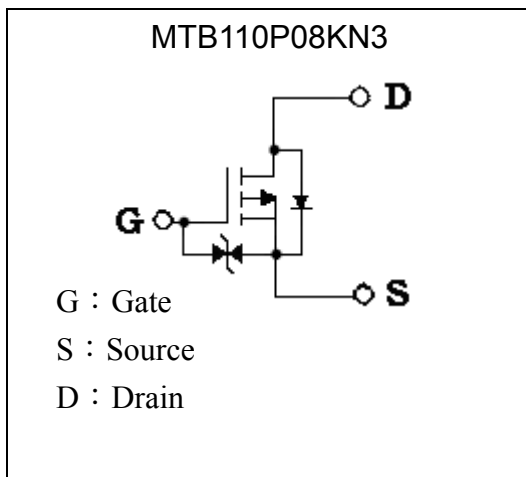 MTB110P08KN3
D
G
S
G：Gate
S：Source
D：Drain